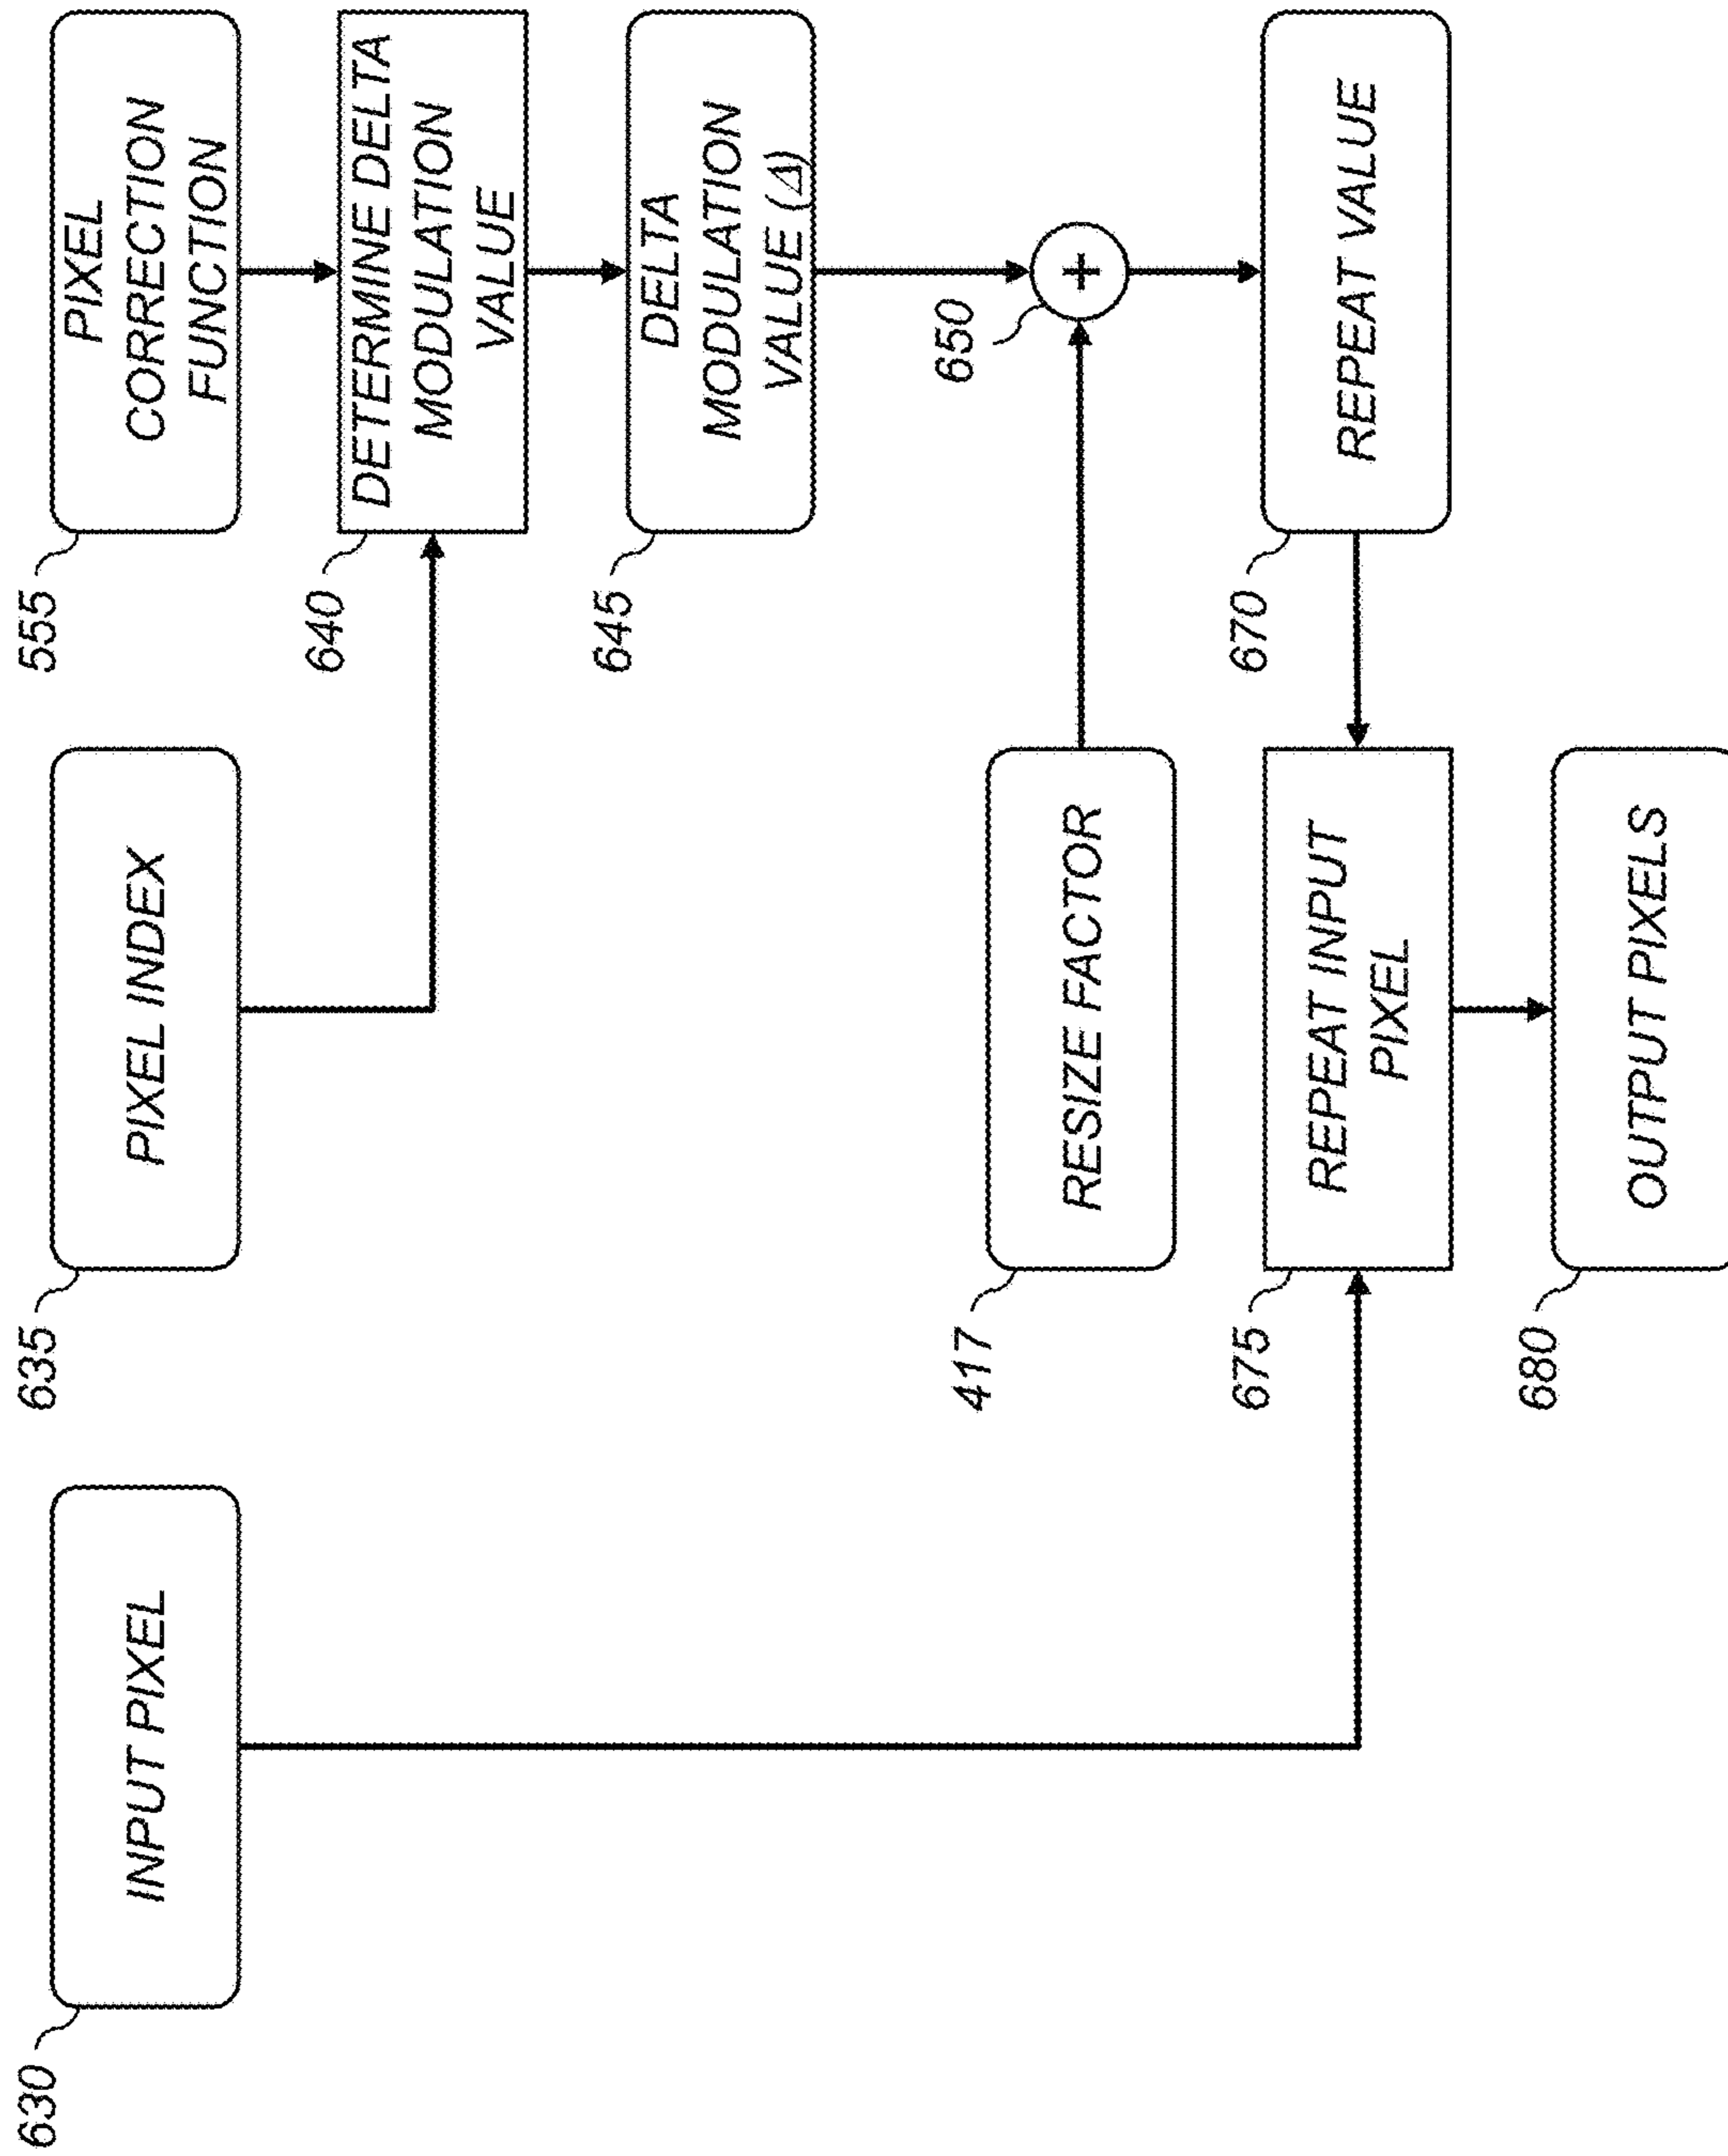 630
INPUT PIXEL
635
PIXEL INDEX
555
PIXEL
CORRECTION
FUNCTION
640
DETERMINE DELTA
MODULATION
VALUE
645
DELTA
MODULATION
VALUE (Δ)
650
+
417
RESIZE FACTOR
670
REPEAT VALUE
675
REPEAT INPUT
PIXEL
680
OUTPUT PIXELS